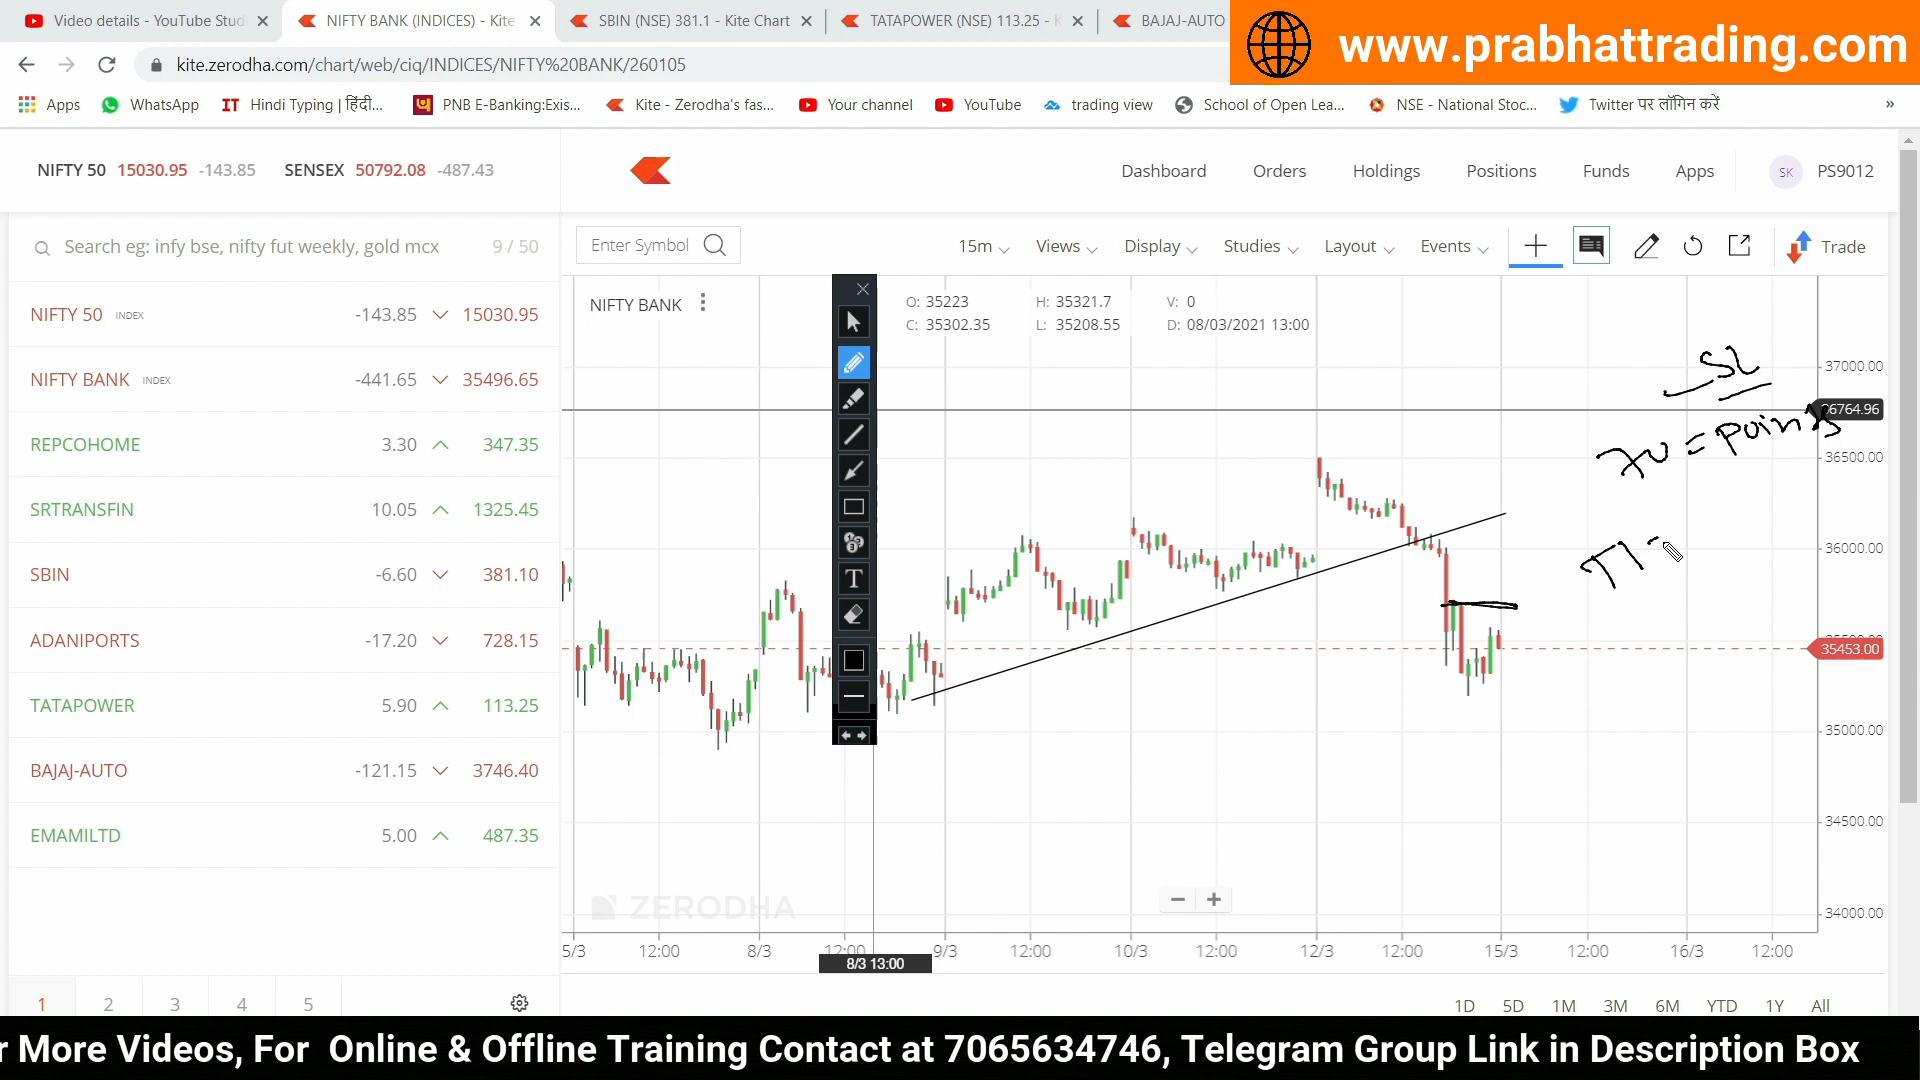 Video details - YouTube Stud
NIFTY BANK (INDICES) - Kite
SBIN (NSE) 381.1 - Kite Chart
TATAPOWER (NSE) 113.25 - K
BAJAJ-AUTO
www.prabhattrading.com
kite.zerodha.com/chart/web/ciq/INDICES/NIFTY%20BANK/260105
Apps WhatsApp IT Hindi Typing | हिंदी... PNB E-Banking:Exis... Kite - Zerodha's fas... Your channel YouTube trading view School of Open Lea... NSE - National Stoc... Twitter पर लॉगिन करें »
NIFTY 50 15030.95 -143.85 SENSEX 50792.08 -487.43
Dashboard Orders Holdings Positions Funds Apps SK PS9012
Search eg: infy bse, nifty fut weekly, gold mcx 9 / 50
Enter Symbol 15m Views Display Studies Layout Events Trade
NIFTY 50 INDEX -143.85 15030.95
NIFTY BANK INDEX -441.65 35496.65
REPCOHOME 3.30 347.35
SRTRANSFIN 10.05 1325.45
SBIN -6.60 381.10
ADANIPORTS -17.20 728.15
TATAPOWER 5.90 113.25
BAJAJ-AUTO -121.15 3746.40
EMAMILTD 5.00 487.35
1 2 3 4 5
NIFTY BANK
O: 35223 H: 35321.7 V: 0
C: 35302.35 L: 35208.55 D: 08/03/2021 13:00
T
SL
70 = points
37000.00
36764.96
36500.00
36000.00
35500.00
35453.00
35000.00
34500.00
34000.00
ZERODHA
5/3 12:00 8/3 12:00 9/3 12:00 10/3 12:00 12/3 12:00 15/3 12:00 16/3 12:00
8/3 13:00
1D 5D 1M 3M 6M YTD 1Y All
r More Videos, For Online & Offline Training Contact at 7065634746, Telegram Group Link in Description Box